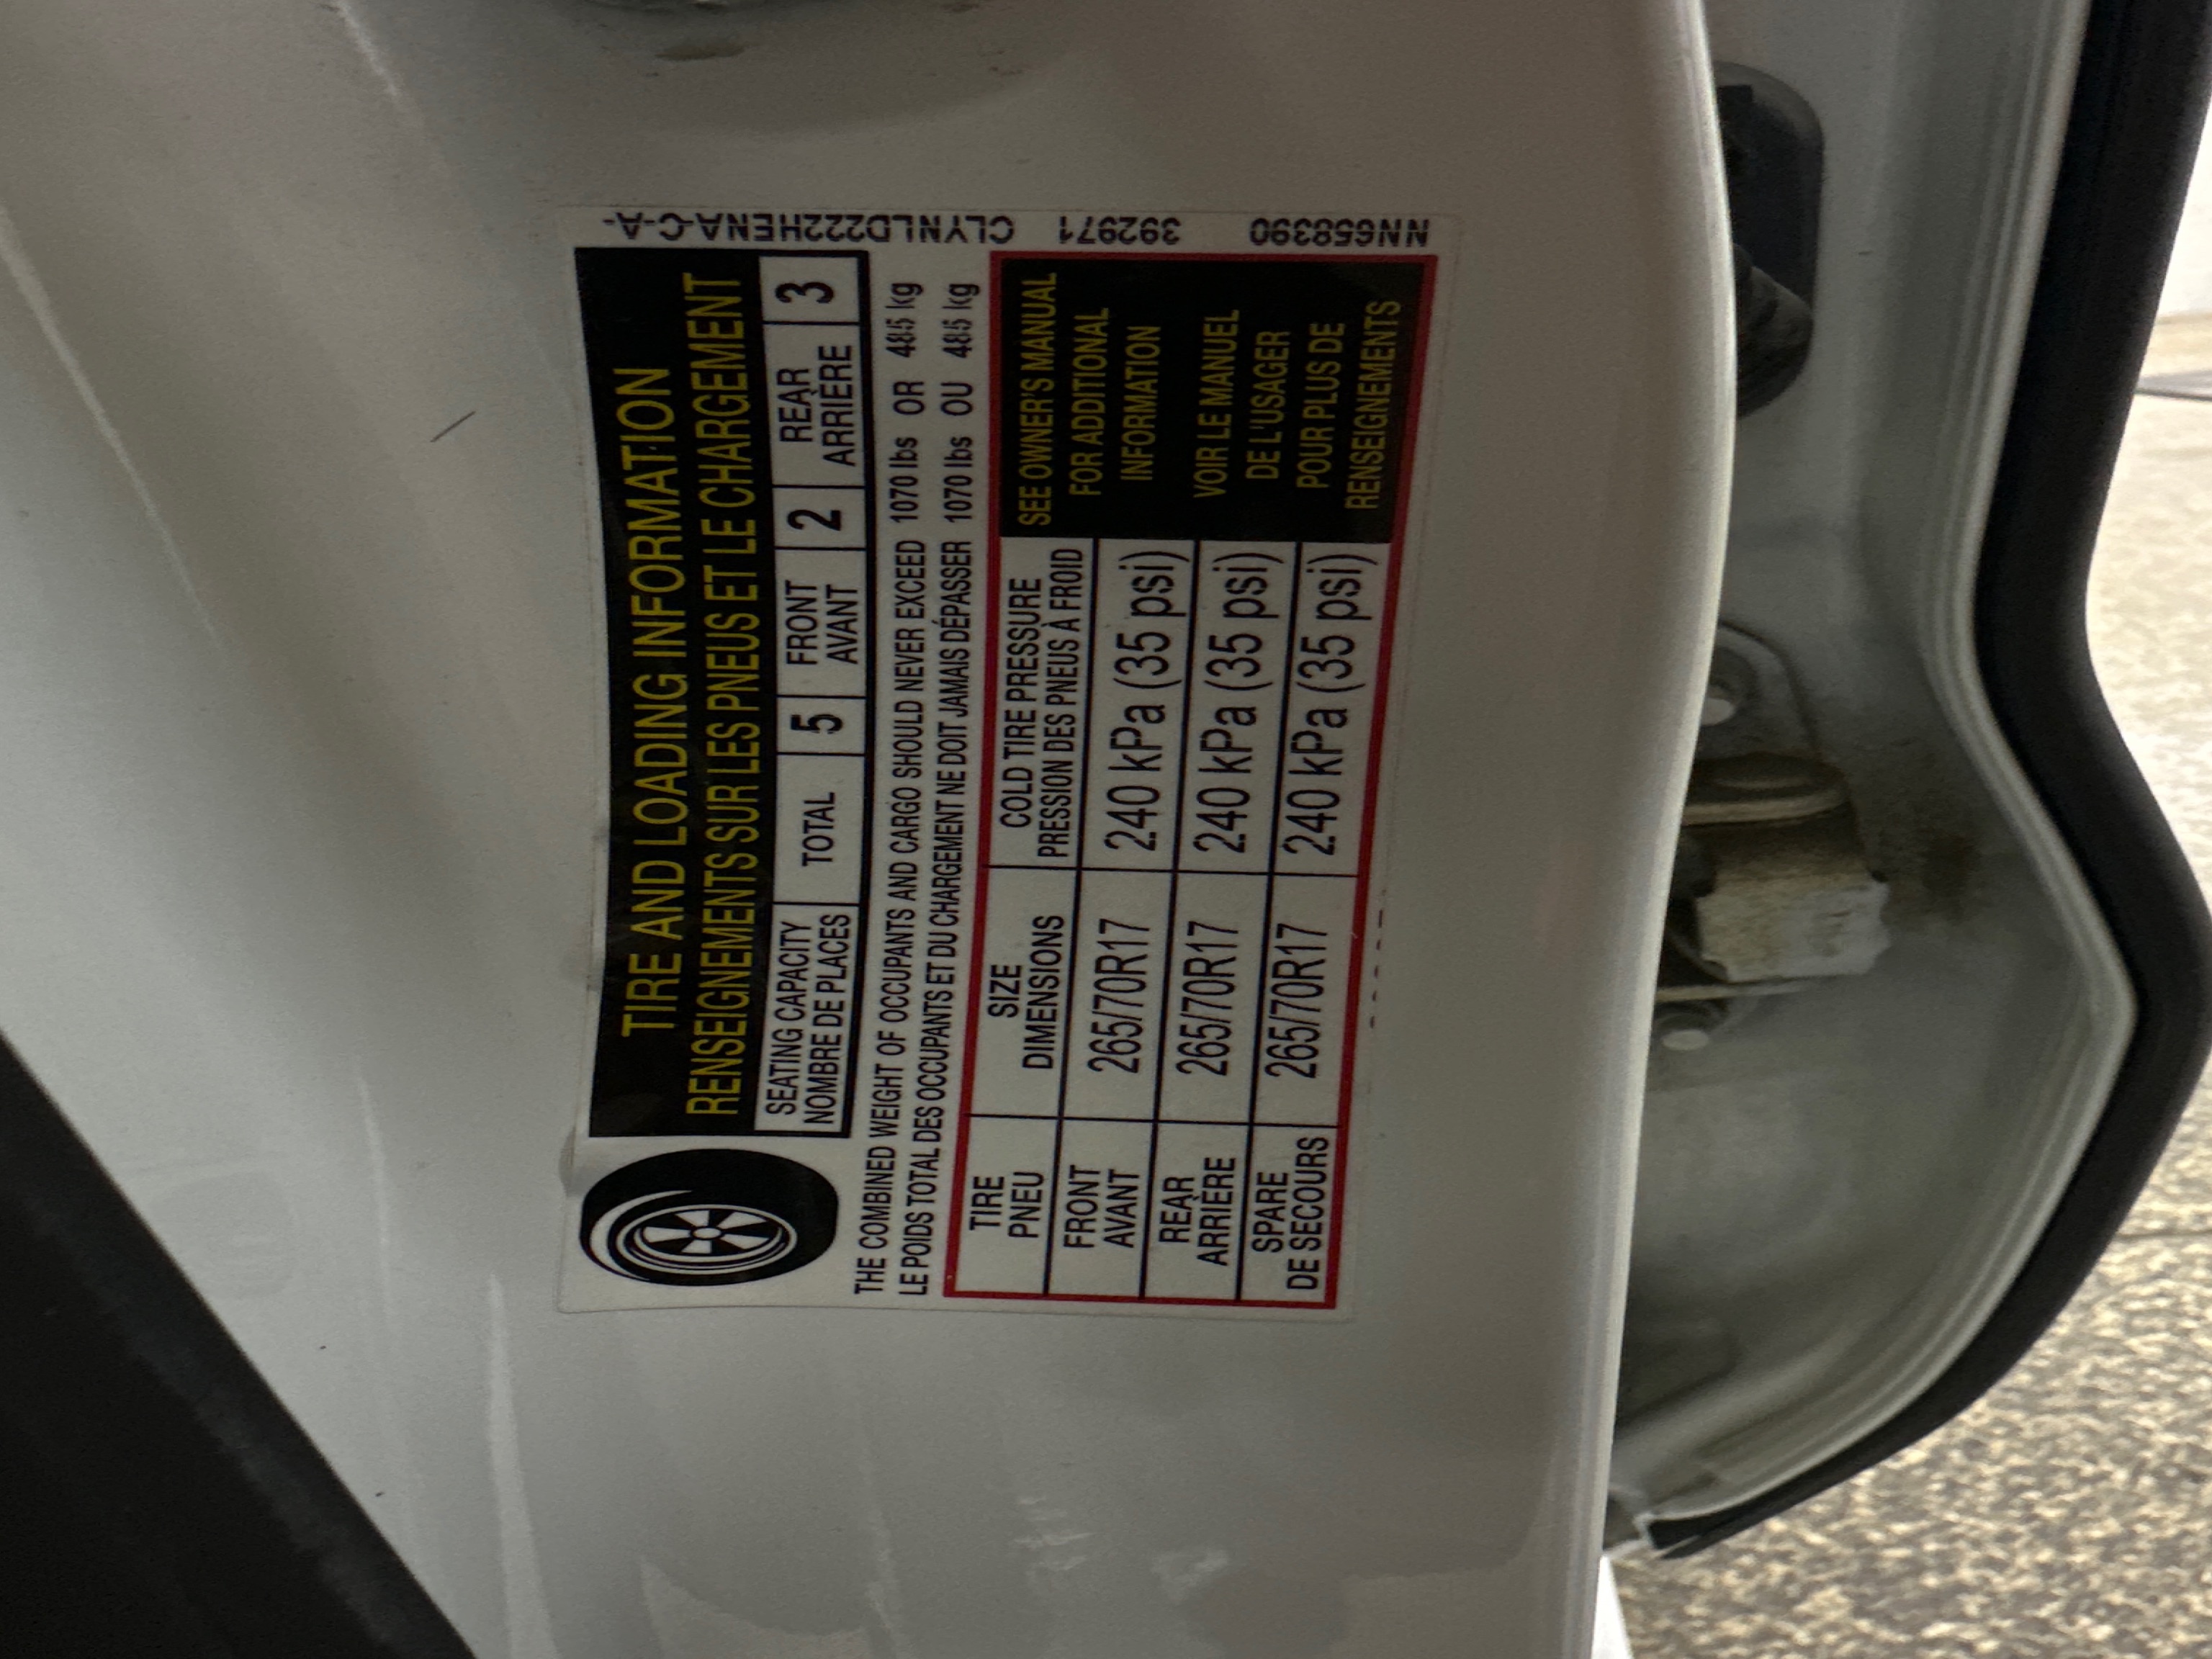 TIRE AND LOADING INFORMATION
RENSEIGNEMENTS SUR LES PNEUS ET LE CHARGEMENT
SEATING CAPACITY
NOMBRE DE PLACES
TOTAL
5
FRONT
AVANT
2
REAR
ARRIÈRE
3
THE COMBINED WEIGHT OF OCCUPANTS AND CARGO SHOULD NEVER EXCEED 1070 lbs OR 485 kg
LE POIDS TOTAL DES OCCUPANTS ET DU CHARGEMENT NE DOIT JAMAIS DÉPASSER 1070 lbs OU 485 kg
TIRE
PNEU
SIZE
DIMENSIONS
COLD TIRE PRESSURE
PRESSION DES PNEUS À FROID
FRONT
AVANT
265/70R17
240 kPa (35 psi)
REAR
ARRIÈRE
265/70R17
240 kPa (35 psi)
SPARE
DE SECOURS
265/70R17
240 kPa (35 psi)
SEE OWNER'S MANUAL
FOR ADDITIONAL
INFORMATION
VOIR LE MANUEL
DE L'USAGER
POUR PLUS DE
RENSEIGNEMENTS
NN658390 392971 CLYNLD222HENA-C-A-